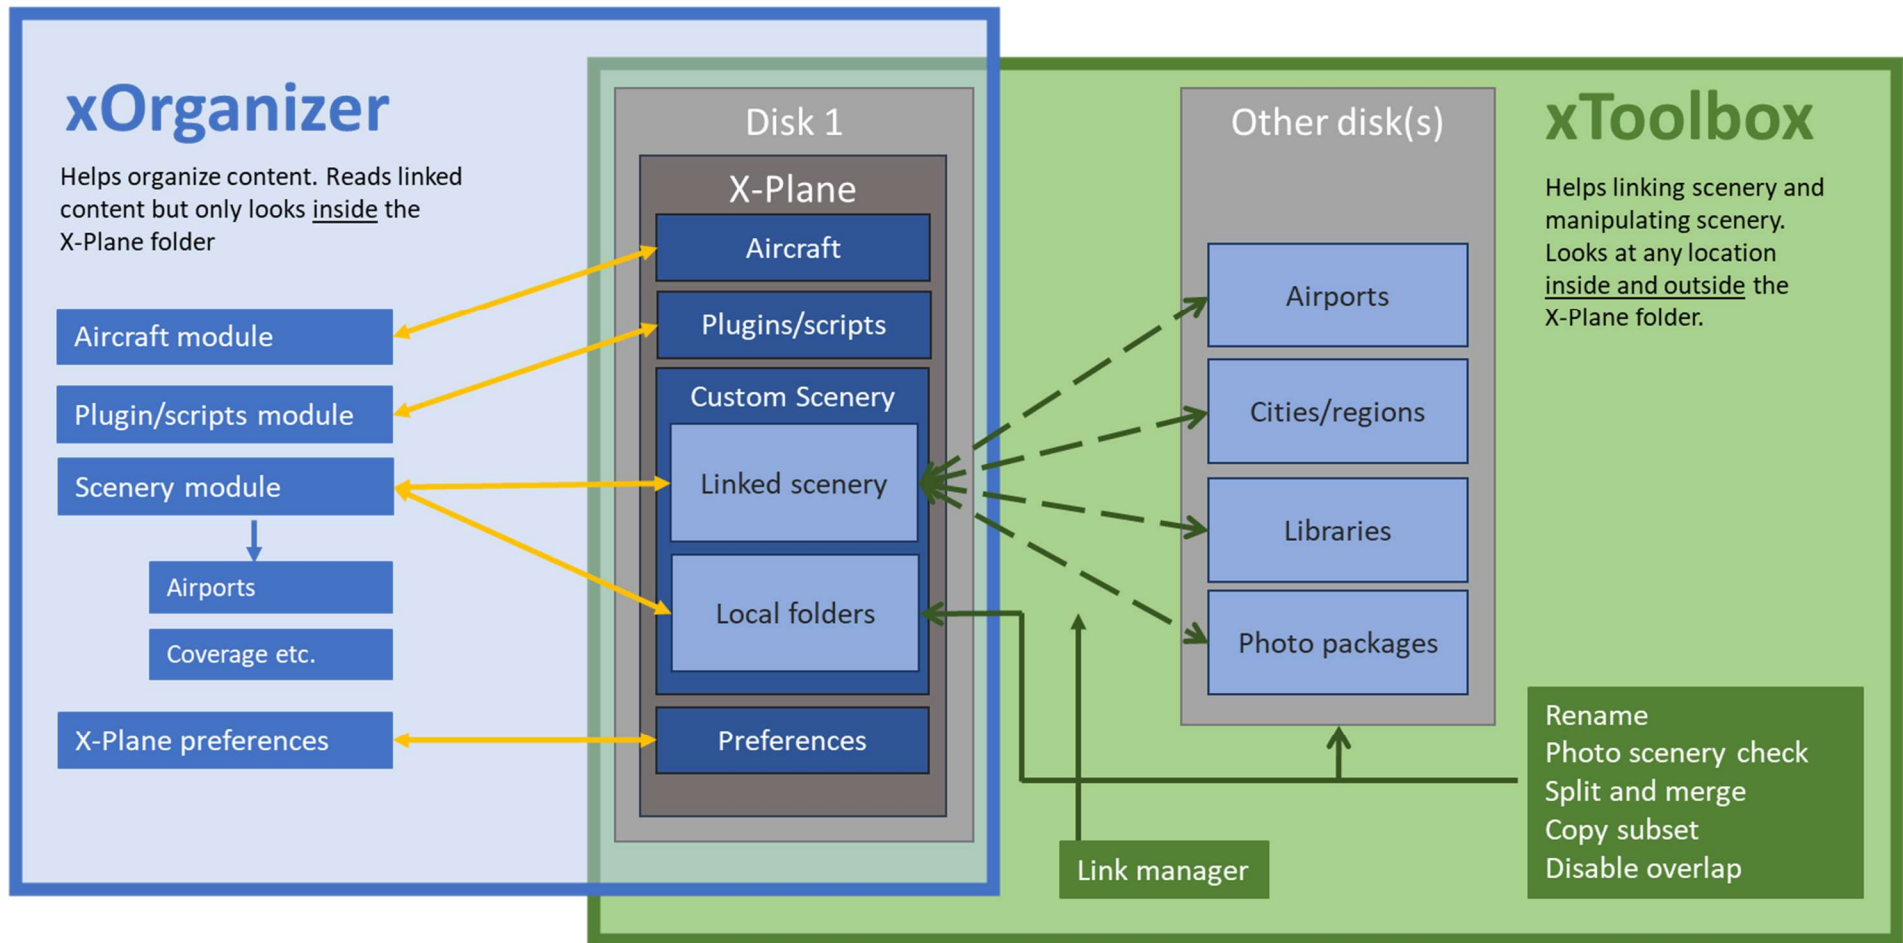 xOrganizer
Helps organize content. Reads linked
content but only looks inside the
X-Plane folder
Aircraft module
Plugin/scripts module
Scenery module
Airports
Coverage etc.
X-Plane preferences
Disk 1
X-Plane
Aircraft
Plugins/scripts
Custom Scenery
Linked scenery
Local folders
Preferences
Other disk(s)
Airports
Cities/regions
Libraries
Photo packages
Link manager
xToolbox
Helps linking scenery and
manipulating scenery.
Looks at any location
inside and outside the
X-Plane folder.
Rename
Photo scenery check
Split and merge
Copy subset
Disable overlap